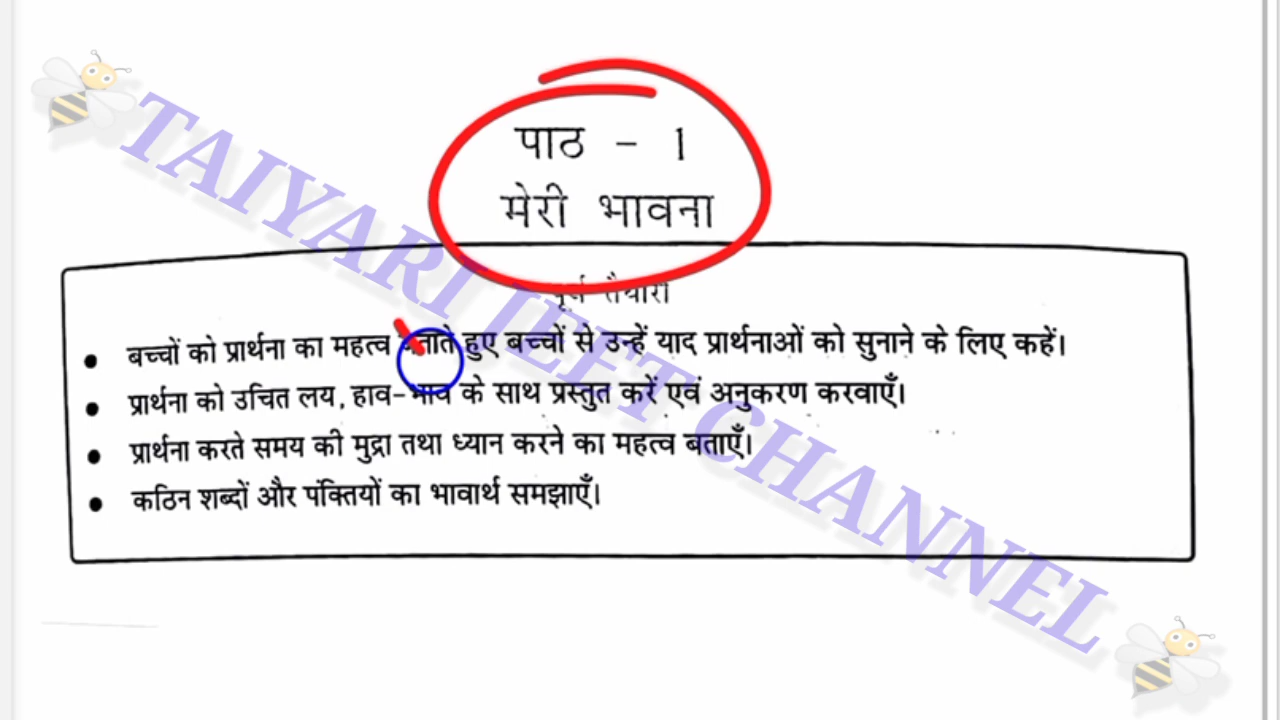 पाठ - 1
मेरी भावना
पूर्व तैयारी
• बच्चों को प्रार्थना का महत्व बताते हुए बच्चों से उन्हें याद प्रार्थनाओं को सुनाने के लिए कहें।
• प्रार्थना को उचित लय, हाव-भाव के साथ प्रस्तुत करें एवं अनुकरण करवाएँ।
• प्रार्थना करते समय की मुद्रा तथा ध्यान करने का महत्व बताएँ।
• कठिन शब्दों और पंक्तियों का भावार्थ समझाएँ।
TAIYARI JEET CHANNEL